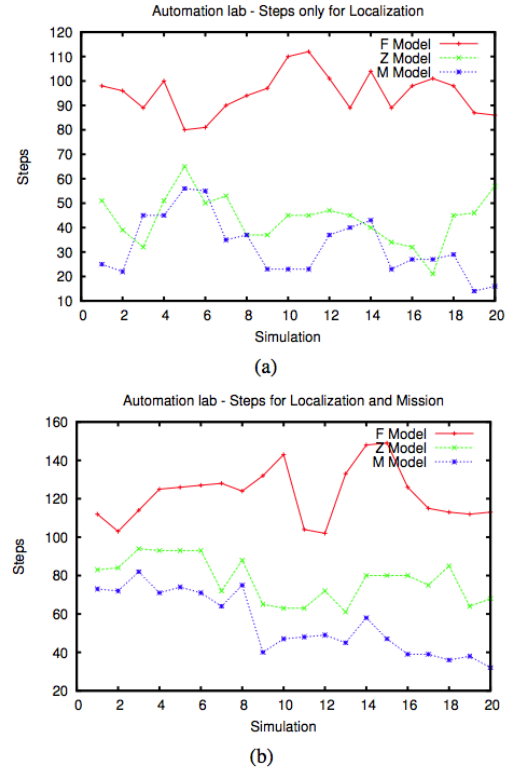 Automation lab - Steps only for Localization
120
110
100
90
80
70
60
50
40
30
20
10
Steps
F Model
Z Model
M Model
0 2 4 6 8 10 12 14 16 18 20
Simulation
(a)
Automation lab - Steps for Localization and Mission
160
140
120
100
80
60
40
20
Steps
F Model
Z Model
M Model
0 2 4 6 8 10 12 14 16 18 20
Simulation
(b)